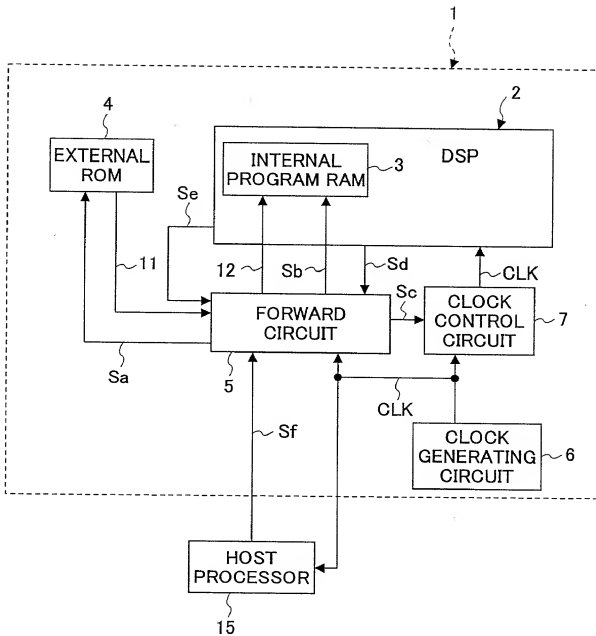 1
2
4
EXTERNAL
ROM
DSP
INTERNAL
PROGRAM RAM
3
Se
11
12
Sb
Sd
CLK
Sc
FORWARD
CIRCUIT
CLOCK
CONTROL
CIRCUIT
7
Sa
5
CLK
Sf
CLOCK
GENERATING
CIRCUIT
6
HOST
PROCESSOR
15